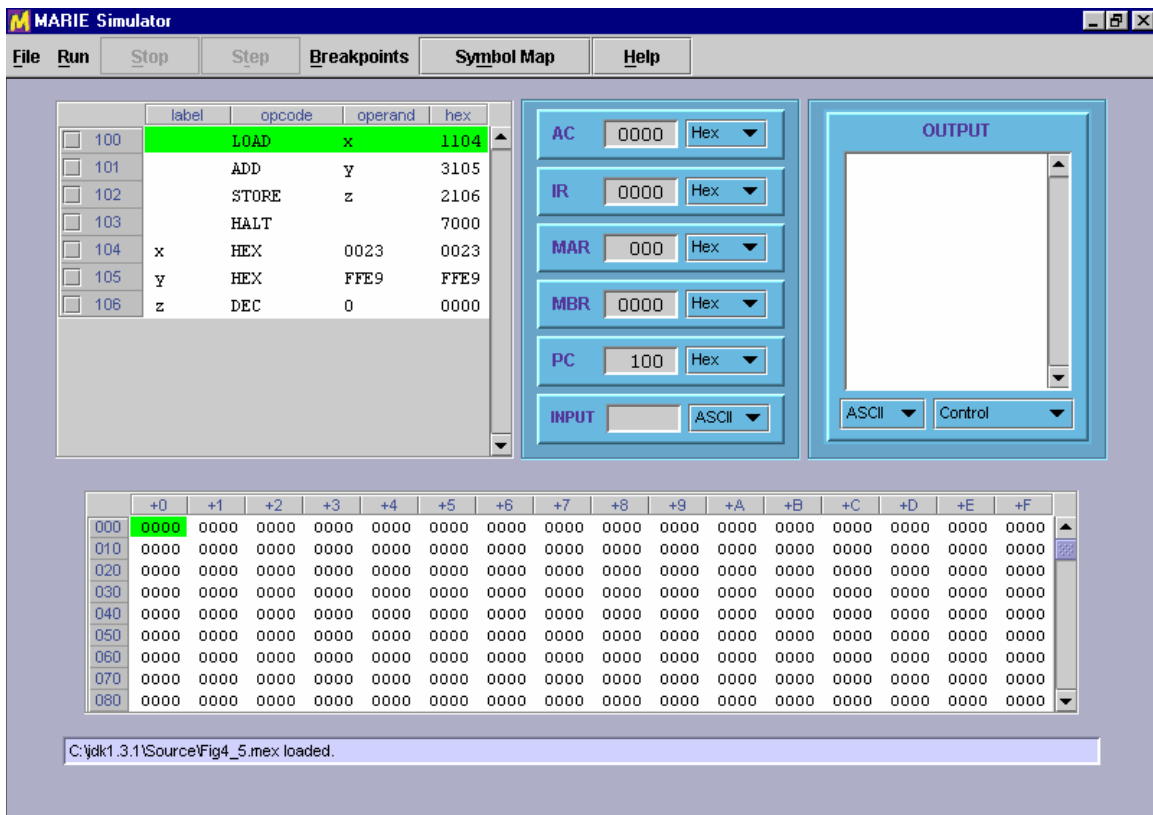 MARIE Simulator
File Run Stop Step Breakpoints Symbol Map Help
label opcode operand hex
100 LOAD x 1104
101 ADD y 3105
102 STORE z 2106
103 HALT 7000
104 x HEX 0023 0023
105 y HEX FFE9 FFE9
106 z DEC 0 0000
AC 0000 Hex
IR 0000 Hex
MAR 000 Hex
MBR 0000 Hex
PC 100 Hex
INPUT ASCII
OUTPUT
ASCII Control
+0 +1 +2 +3 +4 +5 +6 +7 +8 +9 +A +B +C +D +E +F
000 0000 0000 0000 0000 0000 0000 0000 0000 0000 0000 0000 0000 0000 0000 0000 0000
010 0000 0000 0000 0000 0000 0000 0000 0000 0000 0000 0000 0000 0000 0000 0000 0000
020 0000 0000 0000 0000 0000 0000 0000 0000 0000 0000 0000 0000 0000 0000 0000 0000
030 0000 0000 0000 0000 0000 0000 0000 0000 0000 0000 0000 0000 0000 0000 0000 0000
040 0000 0000 0000 0000 0000 0000 0000 0000 0000 0000 0000 0000 0000 0000 0000 0000
050 0000 0000 0000 0000 0000 0000 0000 0000 0000 0000 0000 0000 0000 0000 0000 0000
060 0000 0000 0000 0000 0000 0000 0000 0000 0000 0000 0000 0000 0000 0000 0000 0000
070 0000 0000 0000 0000 0000 0000 0000 0000 0000 0000 0000 0000 0000 0000 0000 0000
080 0000 0000 0000 0000 0000 0000 0000 0000 0000 0000 0000 0000 0000 0000 0000 0000
C:\jdk1.3.1\Source\Fig4_5.mex loaded.